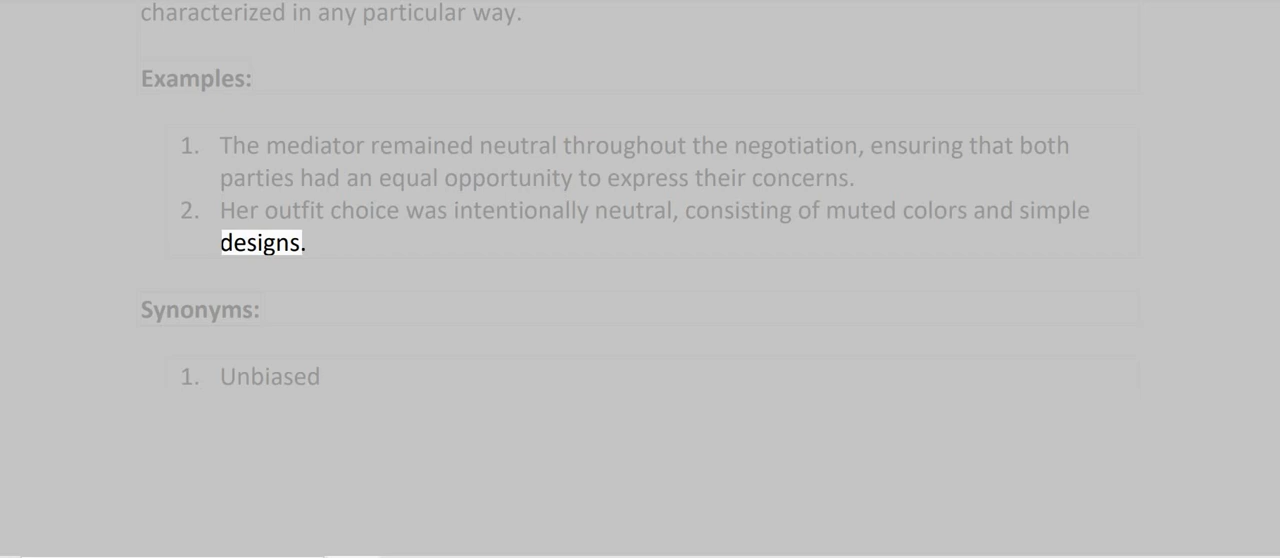 characterized in any particular way.
Examples:
1. The mediator remained neutral throughout the negotiation, ensuring that both
parties had an equal opportunity to express their concerns.
2. Her outfit choice was intentionally neutral, consisting of muted colors and simple
designs.
Synonyms:
1. Unbiased